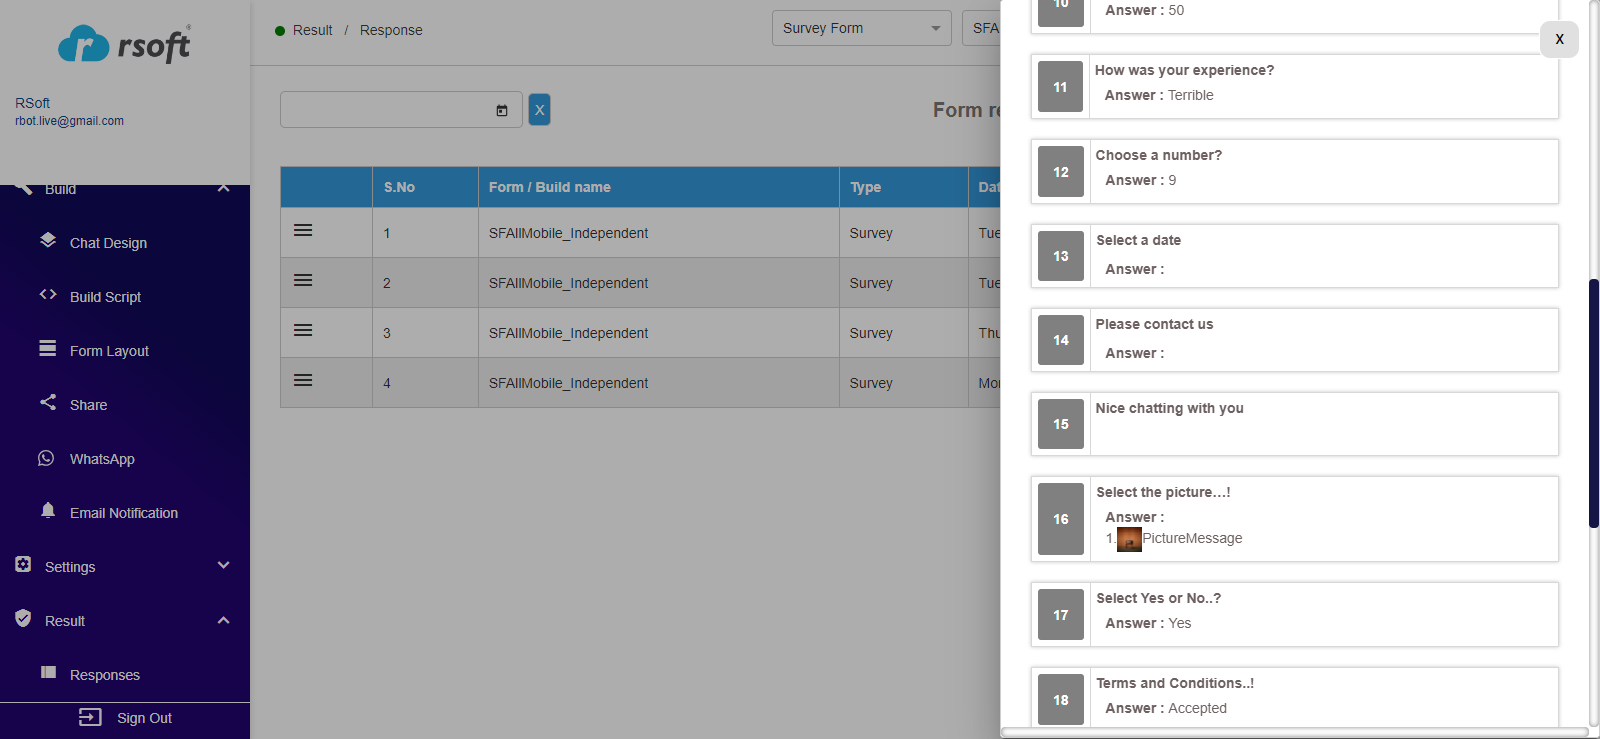 rsoft
RSoft
rbot.live@gmail.com
Build
Chat Design
Build Script
Form Layout
Share
WhatsApp
Email Notification
Settings
Result
Responses
Sign Out
Result / Response
Survey Form
SFA
X
Form re
S.No Form / Build name Type Dat
1 SFAllMobile_Independent Survey Tue
2 SFAllMobile_Independent Survey Tue
3 SFAllMobile_Independent Survey Thu
4 SFAllMobile_Independent Survey Mon
X
10
Answer : 50
11
How was your experience?
Answer : Terrible
12
Choose a number?
Answer : 9
13
Select a date
Answer :
14
Please contact us
Answer :
15
Nice chatting with you
16
Select the picture...!
Answer :
1. PictureMessage
17
Select Yes or No..?
Answer : Yes
18
Terms and Conditions..!
Answer : Accepted